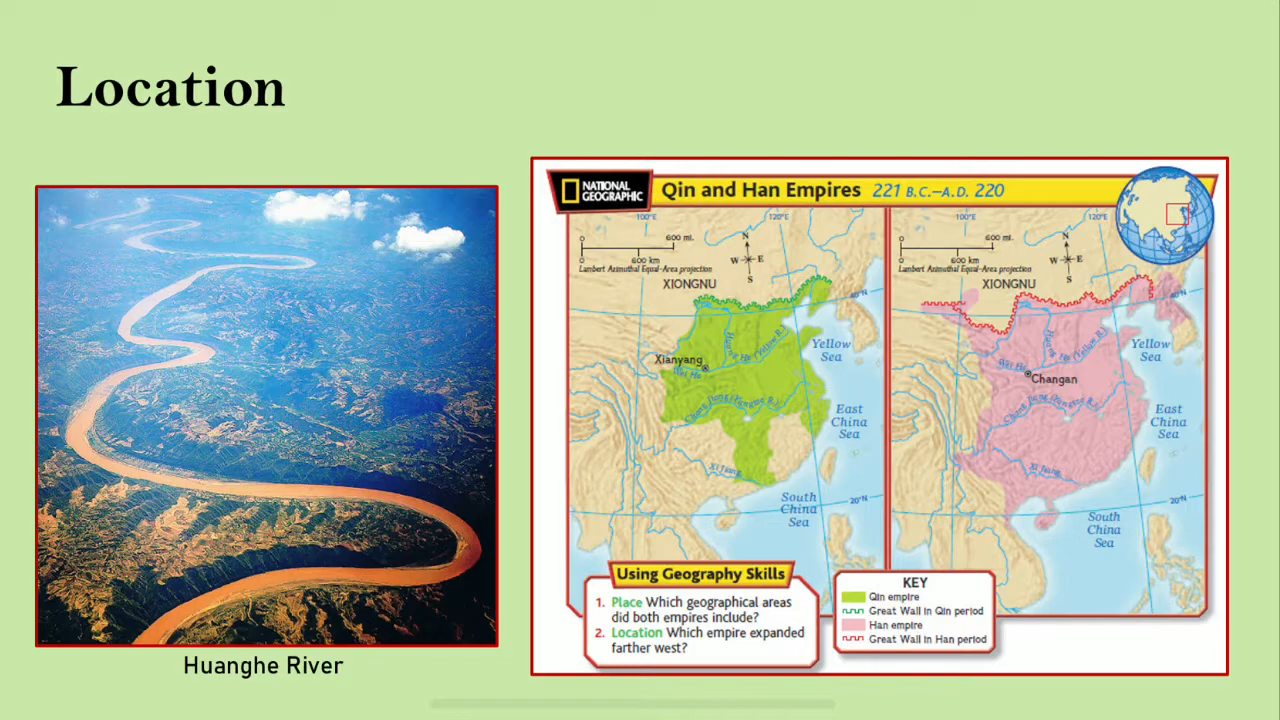 Location
Huanghe River
NATIONAL
GEOGRAPHIC
Qin and Han Empires 221 B.C.–A.D. 220
100°E
120°E
0
600 mi.
0
600 km
Lambert Azimuthal Equal-Area projection
N
W E
S
XIONGNU
40°N
Huang He (Yellow R.)
Yellow
Sea
Xianyang
Wei He
Chang Jiang (Yangtze R.)
East
China
Sea
Xi Jiang
South
China
Sea
20°N
100°E
120°E
0
600 mi.
0
600 km
Lambert Azimuthal Equal-Area projection
N
W E
S
XIONGNU
40°N
Huang He (Yellow R.)
Yellow
Sea
Wei He
Changan
Chang Jiang (Yangtze R.)
East
China
Sea
Xi Jiang
South
China
Sea
20°N
Using Geography Skills
1. Place Which geographical areas
did both empires include?
2. Location Which empire expanded
farther west?
KEY
Qin empire
Great Wall in Qin period
Han empire
Great Wall in Han period